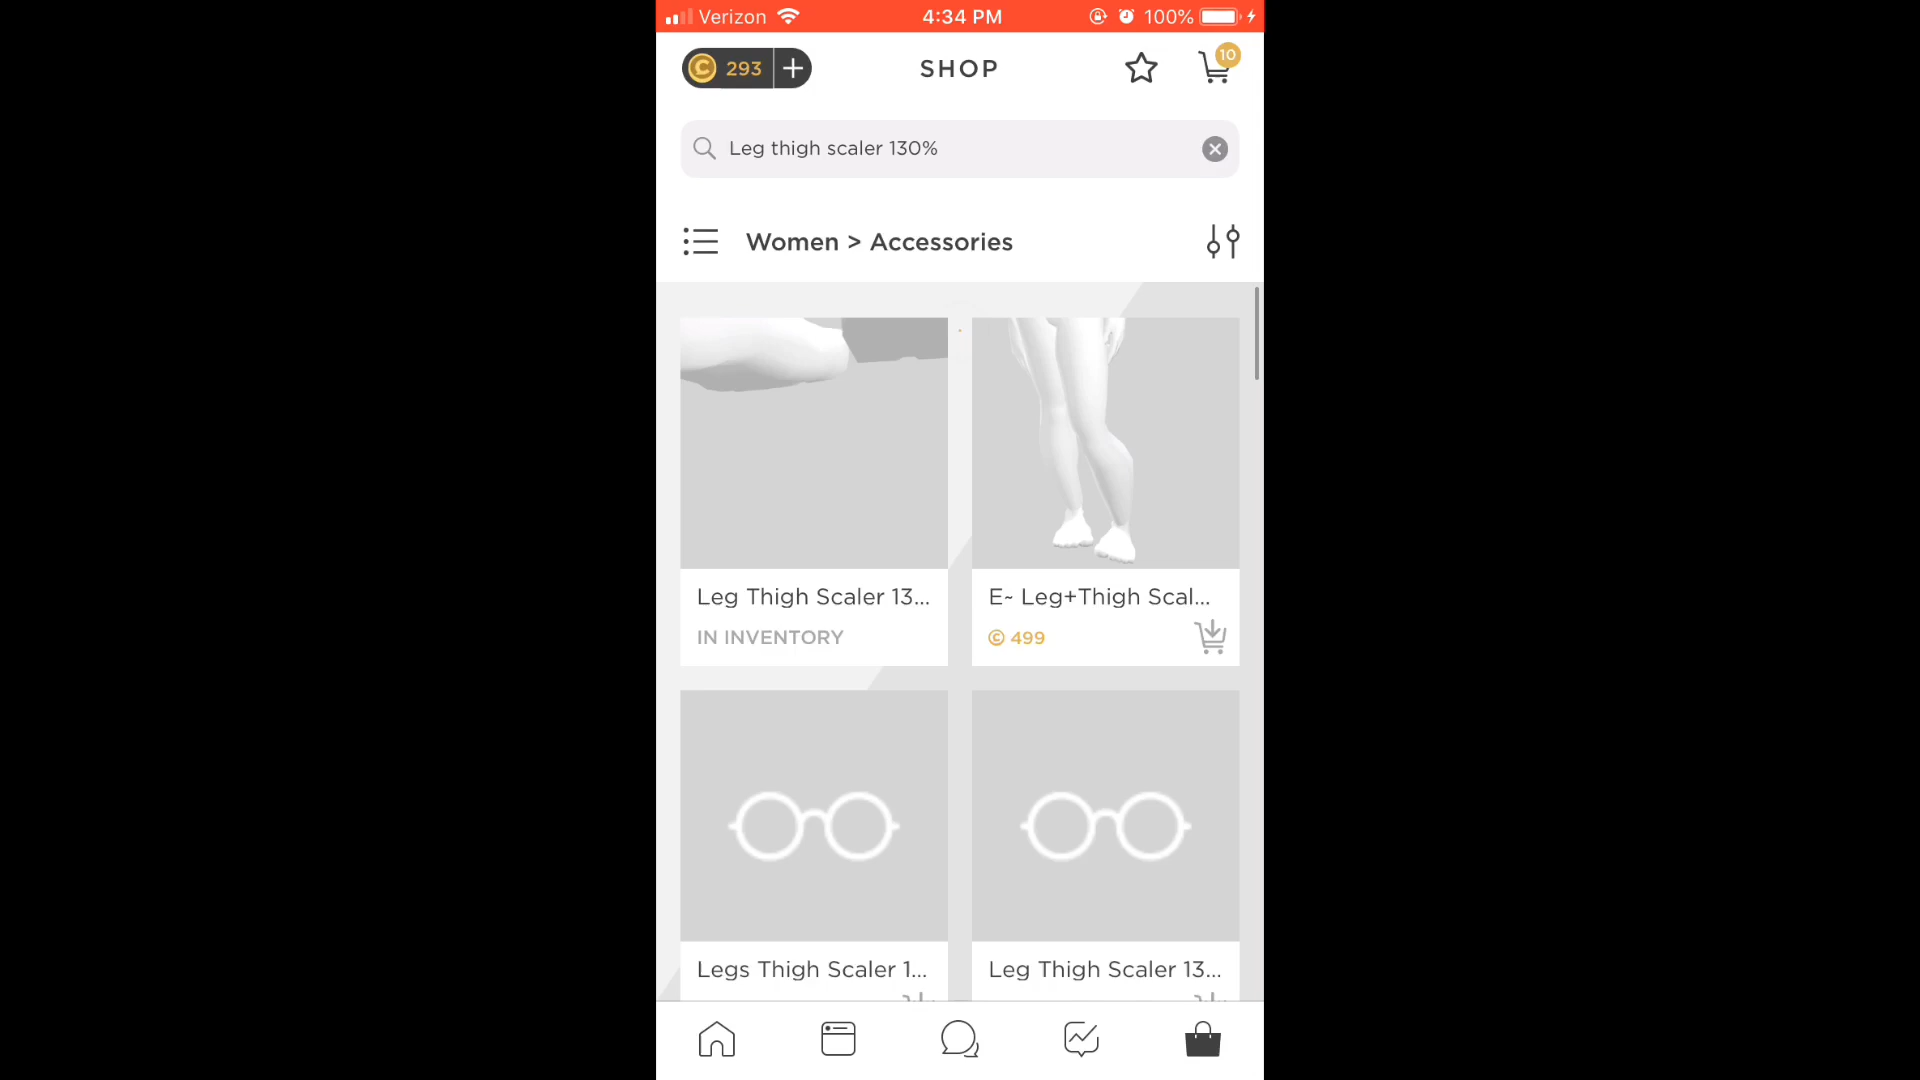 Verizon 4:34 PM 100%
293 SHOP 10
Leg thigh scaler 130%
Women > Accessories
Leg Thigh Scaler 13... E~ Leg+Thigh Scal...
IN INVENTORY 499
Legs Thigh Scaler 1... Leg Thigh Scaler 13...